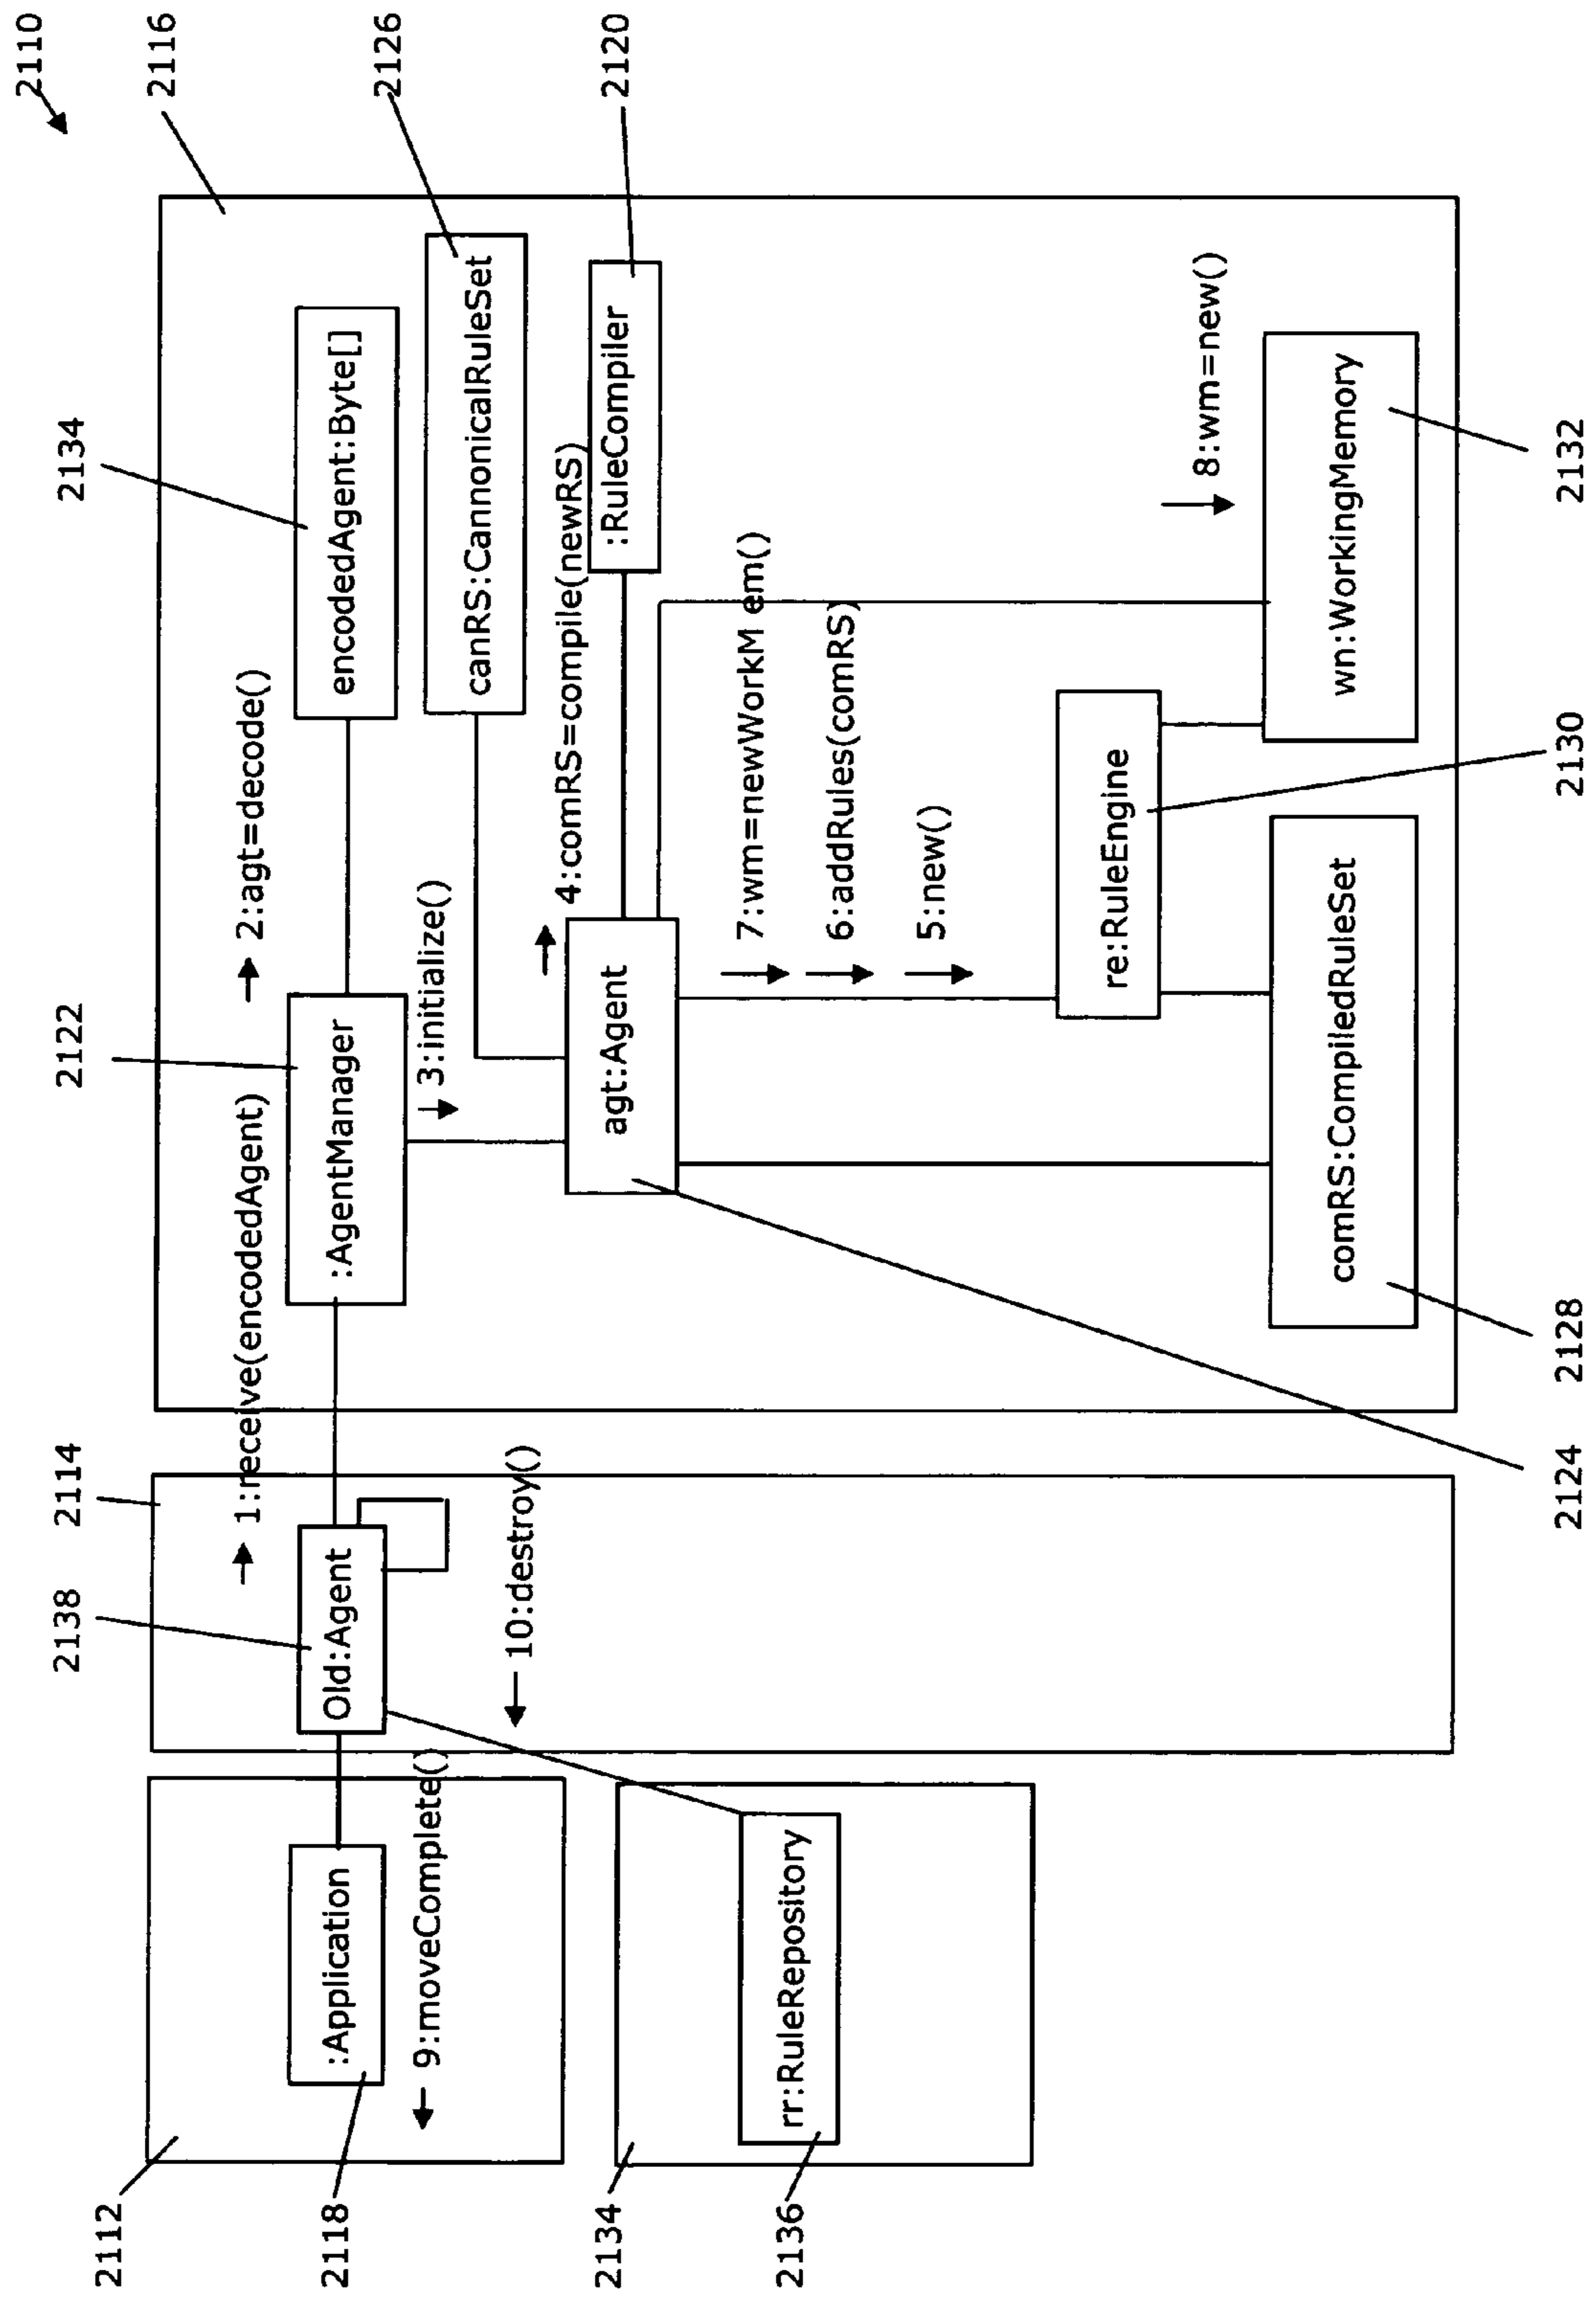 2110
2116
2126
2120
2134
2122
2114
2138
1:receive(encodedAgent)
2:agt=decode()
encodedAgent:Byte[]
:AgentManager
Old:Agent
:Application
3:initialize()
canRS:CannonicalRuleSet
9:moveComplete()
10:destroy()
4:comRS=compile(newRS)
:RuleCompiler
agt:Agent
7:wm=newWorkM em()
6:addRules(comRS)
5:new()
rr:RuleRepository
re:RuleEngine
8:wm=new()
comRS:CompiledRuleSet
wn:WorkingMemory
2112
2118
2134
2136
2124
2128
2130
2132